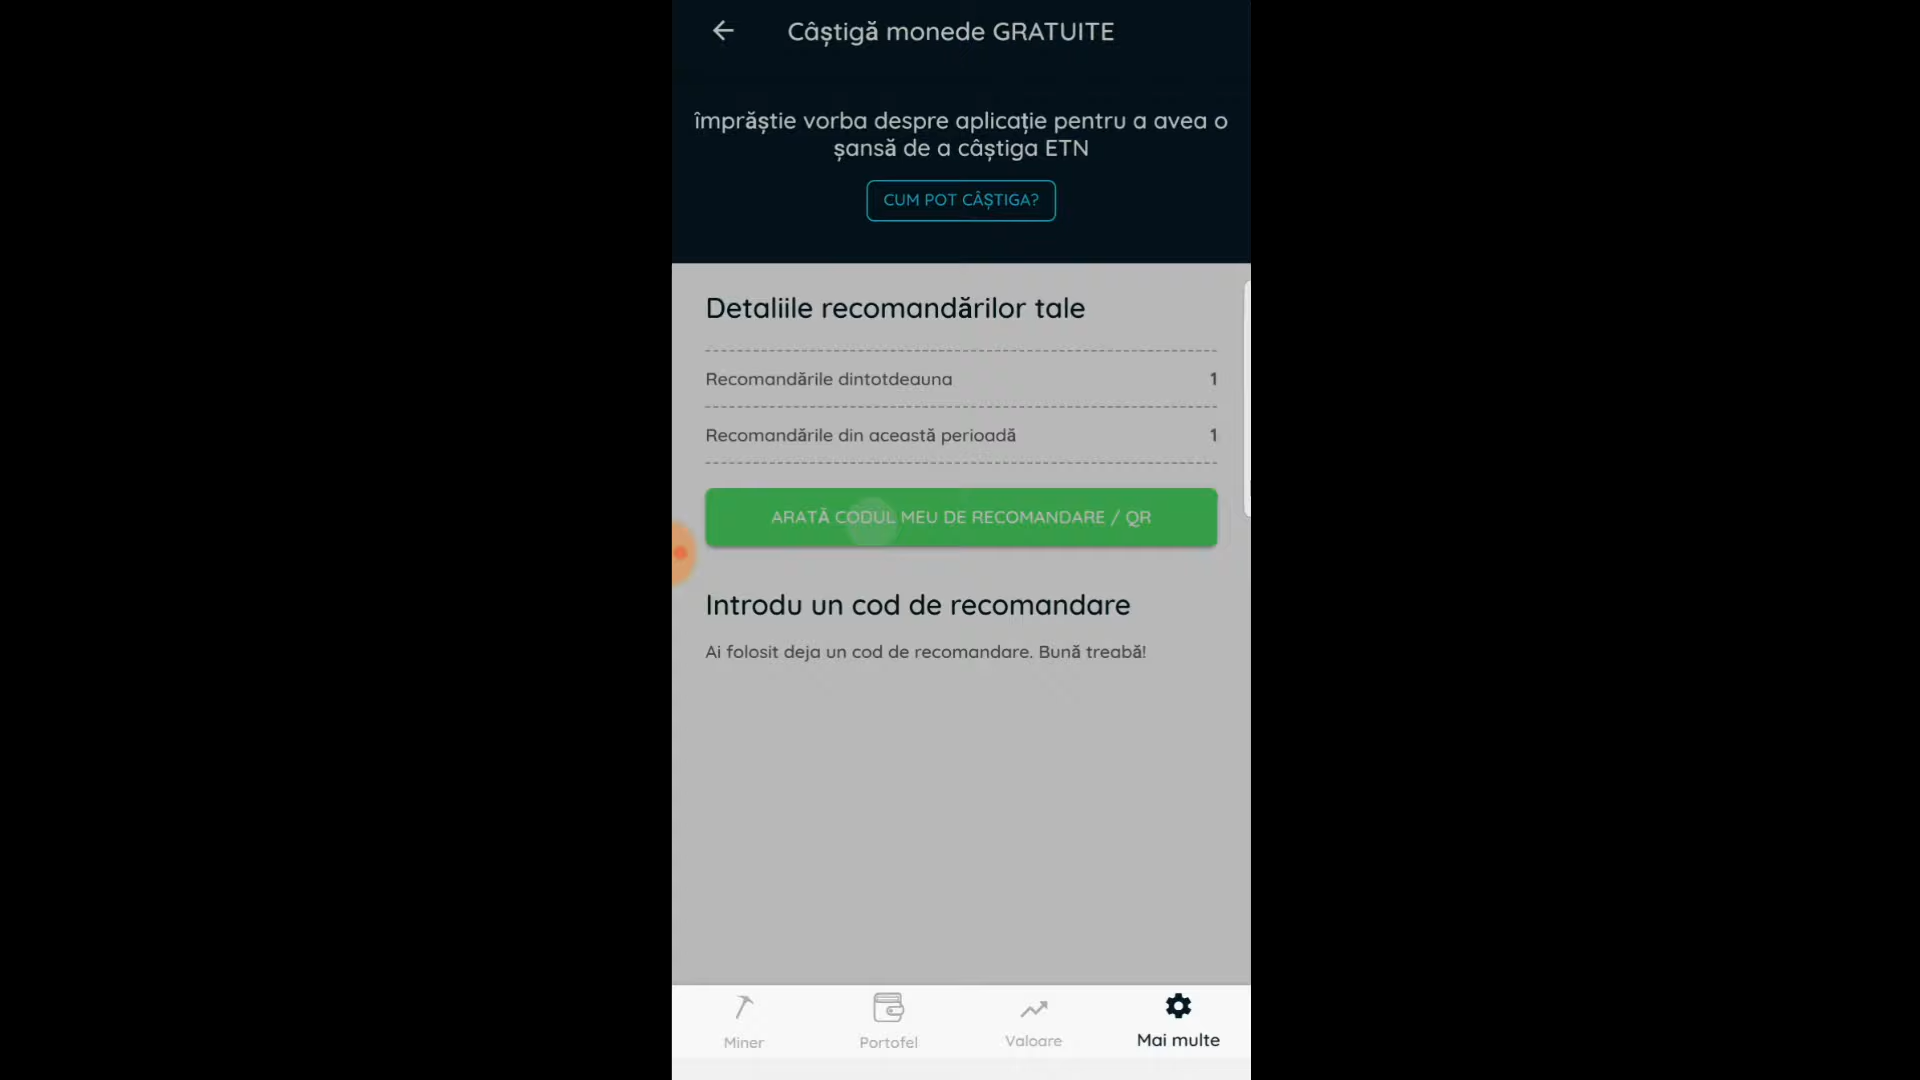 Câștigă monede GRATUITE
împrăștie vorba despre aplicație pentru a avea o
șansă de a câștiga ETN
CUM POT CÂȘTIGA?
Detaliile recomandărilor tale
Recomandările dintotdeauna 1
Recomandările din această perioadă 1
ARATĂ CODUL MEU DE RECOMANDARE / QR
Introdu un cod de recomandare
Ai folosit deja un cod de recomandare. Bună treabă!
Miner Portofel Valoare Mai multe